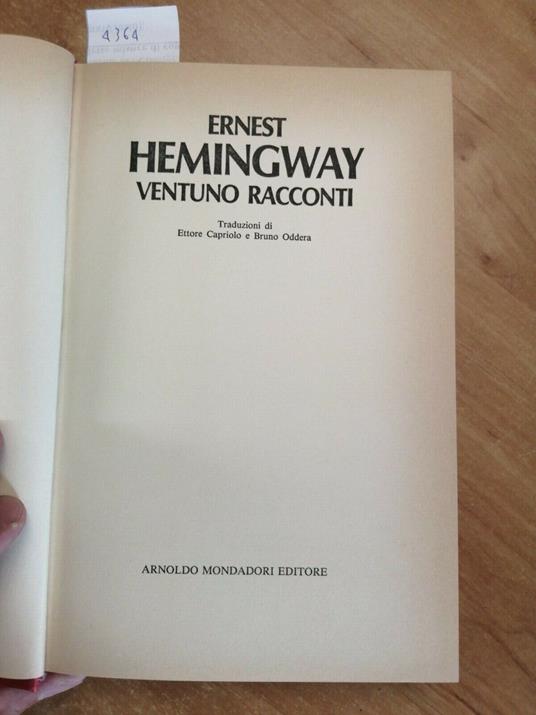 4364
ERNEST
HEMINGWAY
VENTUNO RACCONTI
Traduzioni di
Ettore Capriolo e Bruno Oddera
ARNOLDO MONDADORI EDITORE